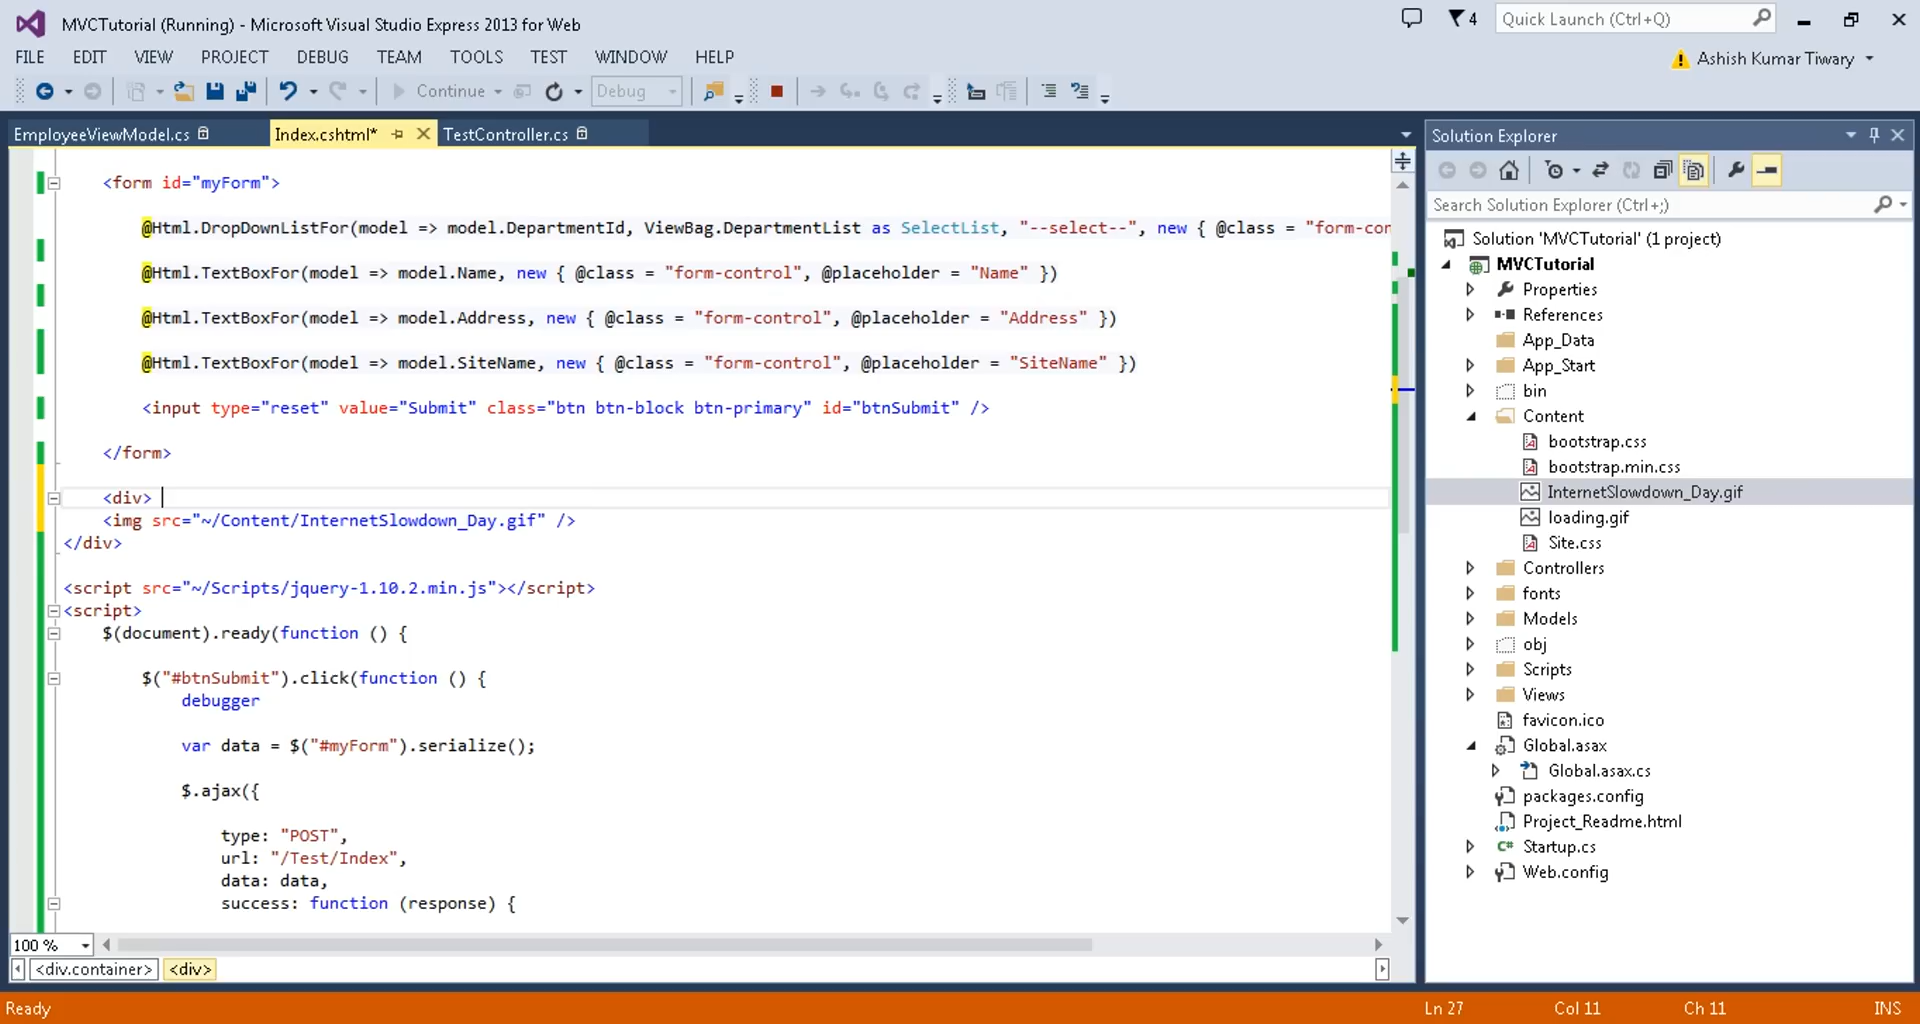 MVCTutorial (Running) - Microsoft Visual Studio Express 2013 for Web
4
Quick Launch (Ctrl+Q)
FILE EDIT VIEW PROJECT DEBUG TEAM TOOLS TEST WINDOW HELP
Ashish Kumar Tiwary
Continue
Debug
EmployeeViewModel.cs
Index.cshtml*
TestController.cs
<form id="myForm">
@Html.DropDownListFor(model => model.DepartmentId, ViewBag.DepartmentList as SelectList, "--select--", new { @class = "form-con
@Html.TextBoxFor(model => model.Name, new { @class = "form-control", @placeholder = "Name" })
@Html.TextBoxFor(model => model.Address, new { @class = "form-control", @placeholder = "Address" })
@Html.TextBoxFor(model => model.SiteName, new { @class = "form-control", @placeholder = "SiteName" })
<input type="reset" value="Submit" class="btn btn-block btn-primary" id="btnSubmit" />
</form>
<div>
<img src="~/Content/InternetSlowdown_Day.gif" />
</div>
<script src="~/Scripts/jquery-1.10.2.min.js"></script>
<script>
$(document).ready(function () {
$("#btnSubmit").click(function () {
debugger
var data = $("#myForm").serialize();
$.ajax({
type: "POST",
url: "/Test/Index",
data: data,
success: function (response) {
100 %
<div.container> <div>
Solution Explorer
Search Solution Explorer (Ctrl+;)
Solution 'MVCTutorial' (1 project)
MVCTutorial
Properties
References
App_Data
App_Start
bin
Content
bootstrap.css
bootstrap.min.css
InternetSlowdown_Day.gif
loading.gif
Site.css
Controllers
fonts
Models
obj
Scripts
Views
favicon.ico
Global.asax
Global.asax.cs
packages.config
Project_Readme.html
C# Startup.cs
Web.config
Ready
Ln 27 Col 11 Ch 11 INS